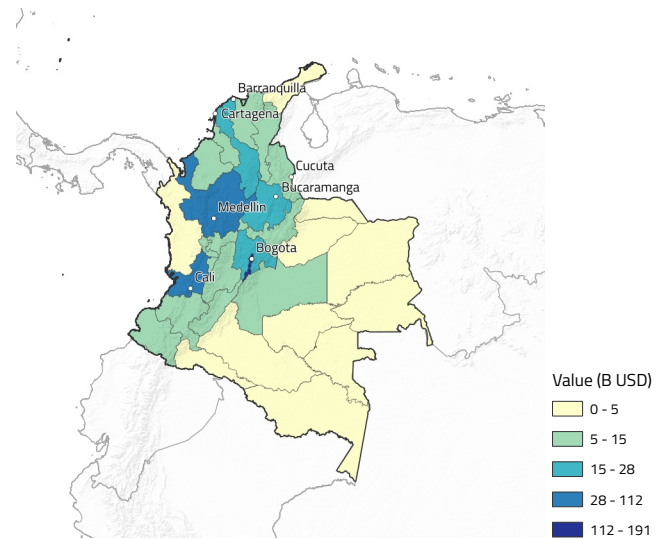 Barranquilla
Cartagena
Cucuta
Bucaramanga
Medellin
Bogota
Cali
Value (B USD)
0 - 5
5 - 15
15 - 28
28 - 112
112 - 191